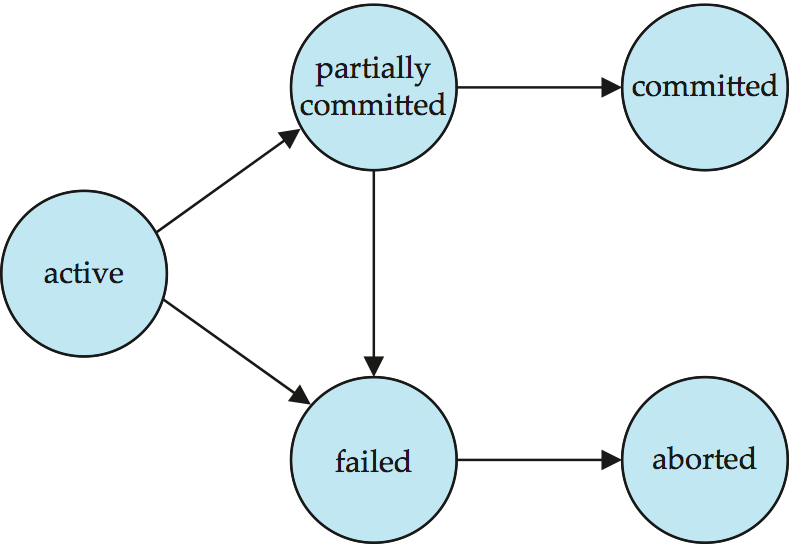 partially
committed
committed
active
failed
aborted